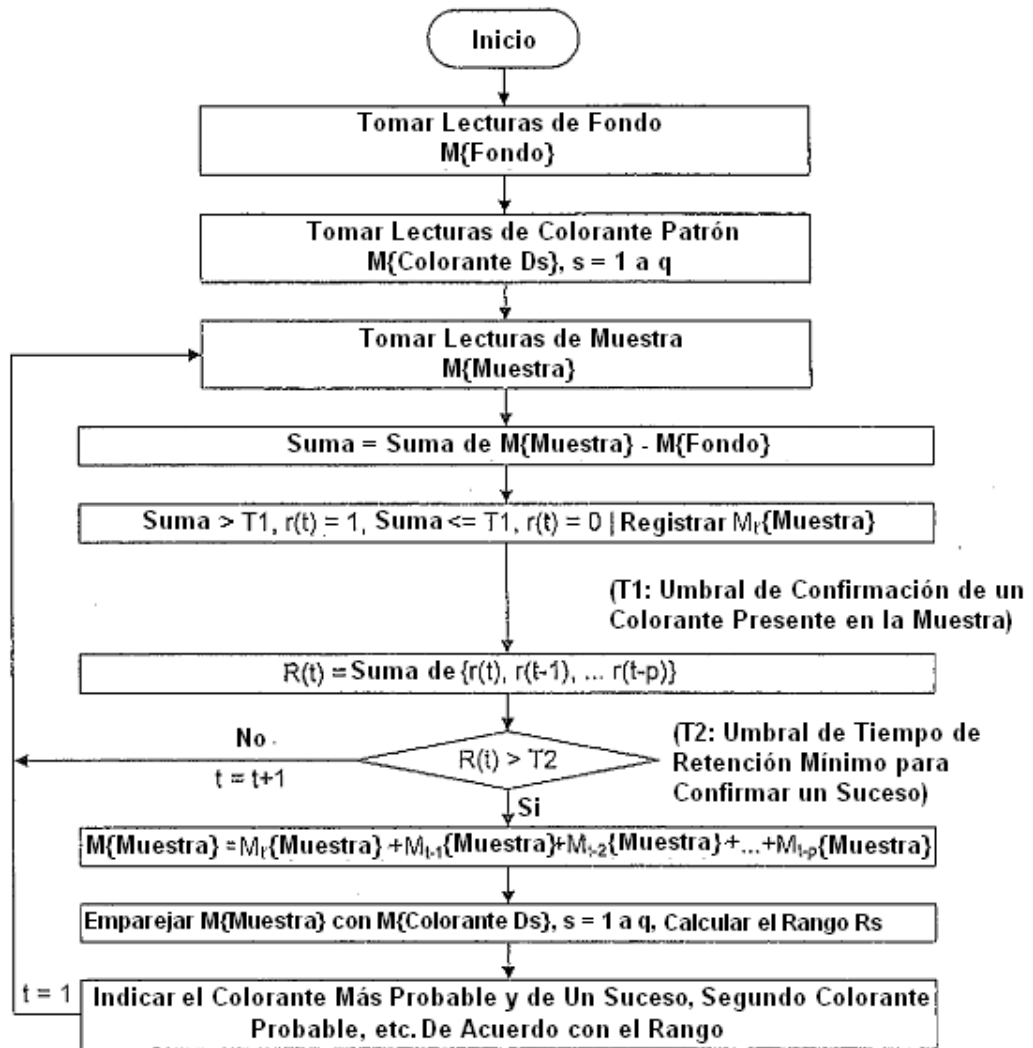 Inicio
Tomar Lecturas de Fondo
M{Fondo}
Tomar Lecturas de Colorante Patrón
M{Colorante Ds}, s = 1 a q
Tomar Lecturas de Muestra
M{Muestra}
Suma = Suma de M{Muestra} - M{Fondo}
Suma > T1, r(t) = 1, Suma <= T1, r(t) = 0 | Registrar Mt{Muestra}
(T1: Umbral de Confirmación de un
Colorante Presente en la Muestra)
R(t) = Suma de {r(t), r(t-1), ... r(t-p)}
No
t = t+1
R(t) > T2
(T2: Umbral de Tiempo de
Retención Mínimo para
Confirmar un Suceso)
Si
M{Muestra} = Mt{Muestra} +Mt-1{Muestra}+Mt-2{Muestra}+...+Mt-p{Muestra}
Emparejar M{Muestra} con M{Colorante Ds}, s = 1 a q, Calcular el Rango Rs
t = 1
Indicar el Colorante Más Probable y de Un Suceso, Segundo Colorante
Probable, etc. De Acuerdo con el Rango